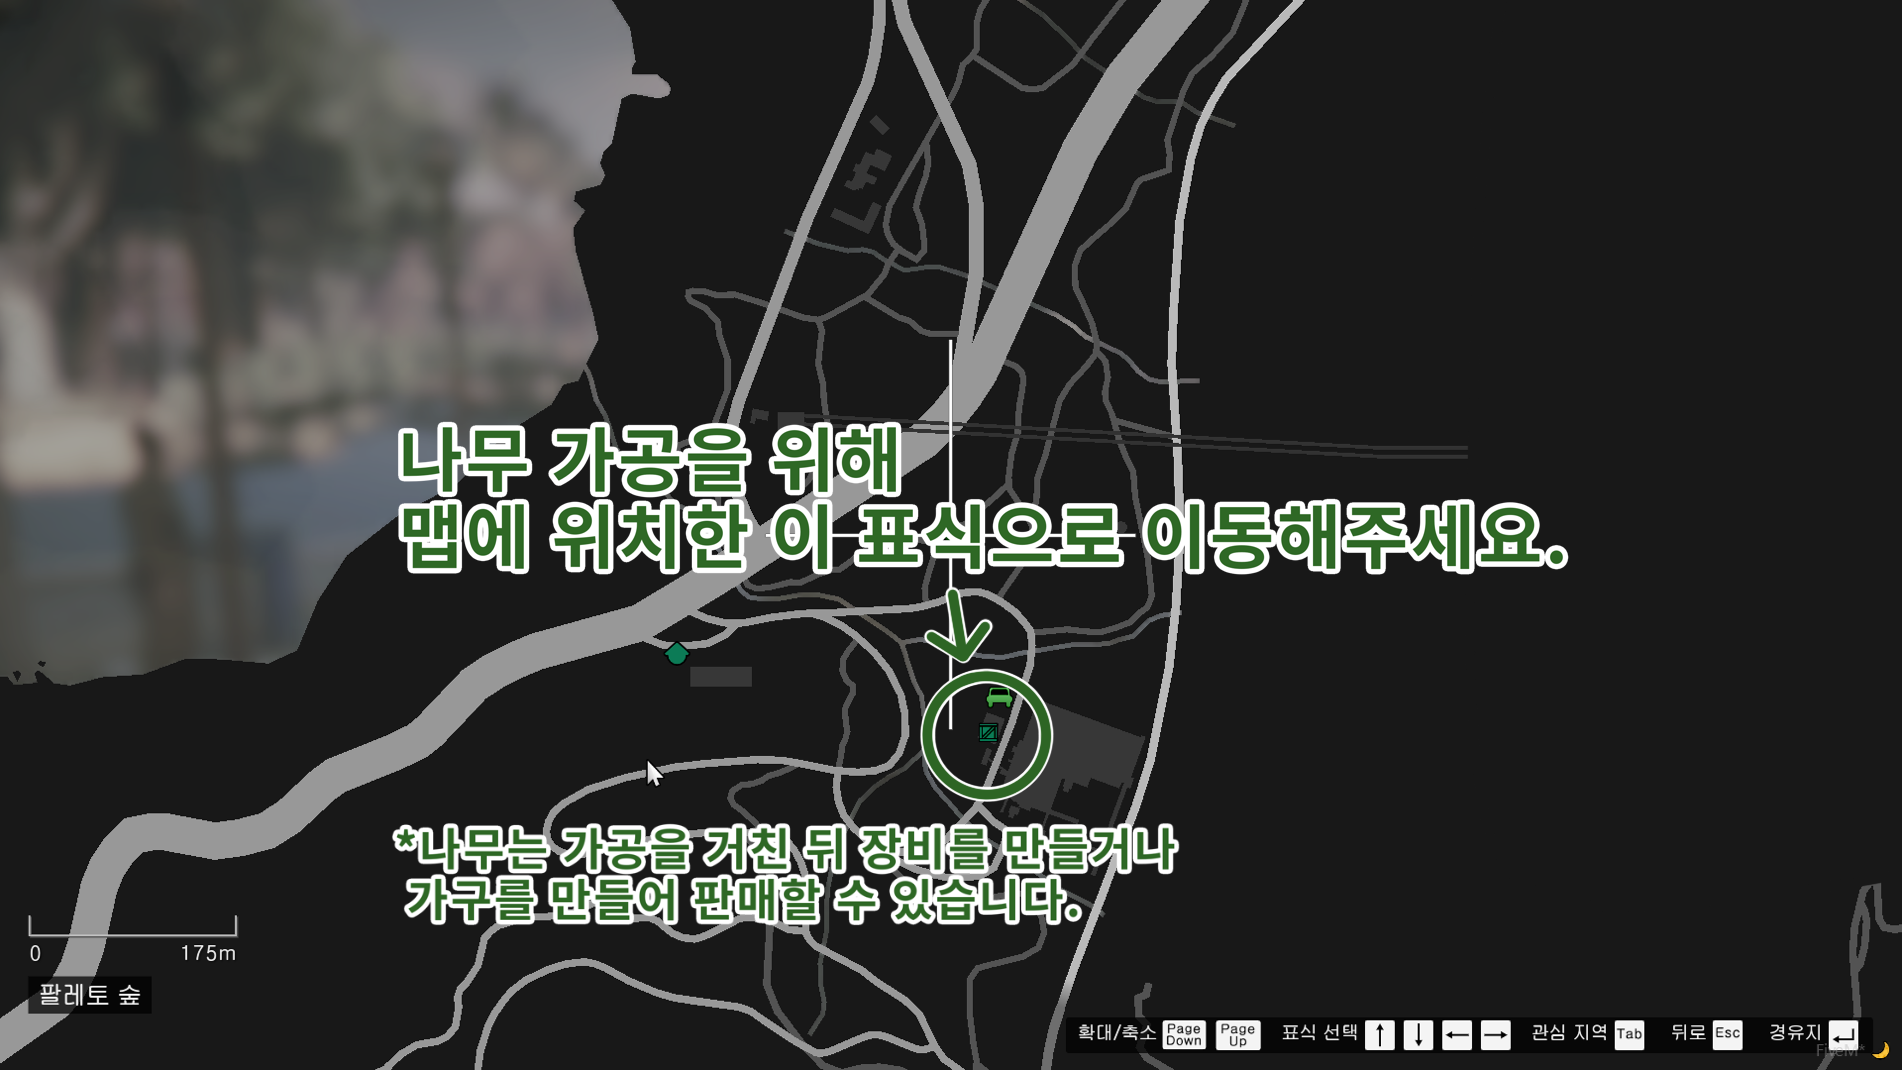 나무 가공을 위해
맵에 위치한 이 표식으로 이동해주세요.
*나무는 가공을 거친 뒤 장비를 만들거나
가구를 만들어 판매할 수 있습니다.
0 175m
팔레토 숲
확대/축소 Page Down Page Up 표식 선택 ↑ ↓ ← → 관심 지역 Tab 뒤로 Esc 경유지
FiveM*